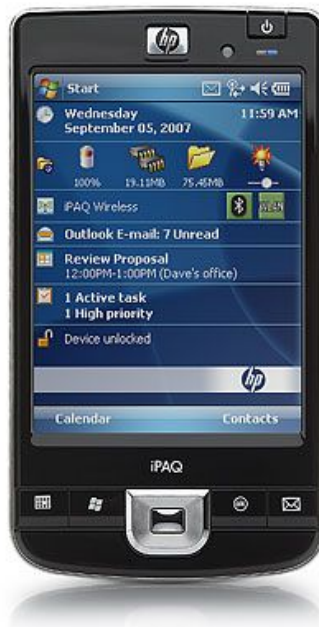 hp
Start
Wednesday 11:59 AM
September 05, 2007
100% 19.11MB 75.45MB
iPAQ Wireless WLAN
Outlook E-mail: 7 Unread
Review Proposal
12:00PM-1:00PM (Dave's office)
1 Active task
1 High priority
Device unlocked
hp
Calendar Contacts
iPAQ
ok